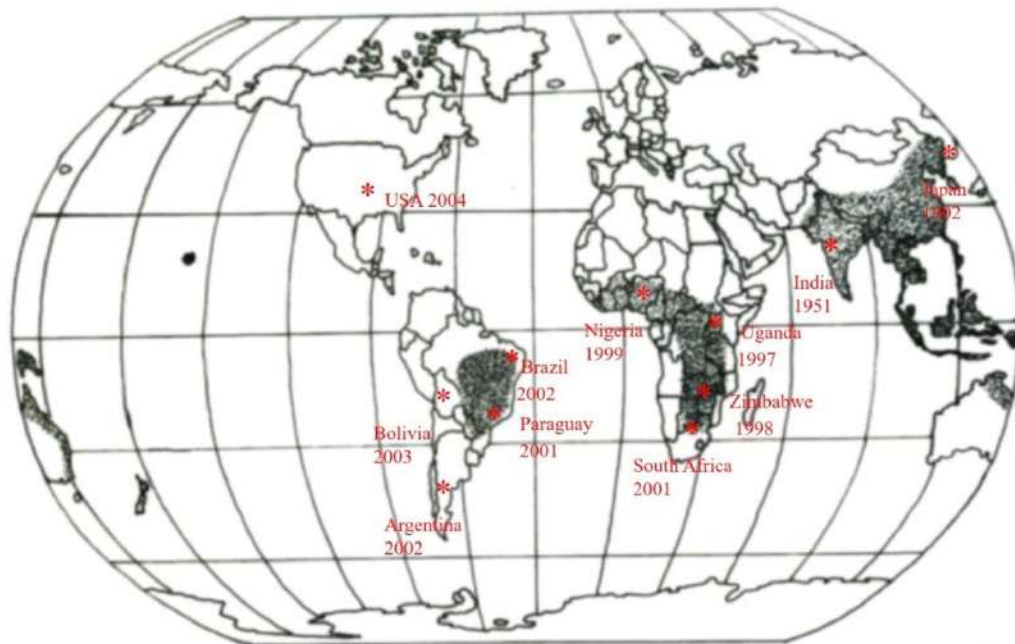 USA 2004
Japan
1902
India
1951
Nigeria
1999
Uganda
1997
Brazil
2002
Zimbabwe
1998
Paraguay
2001
Bolivia
2003
South Africa
2001
Argentina
2002